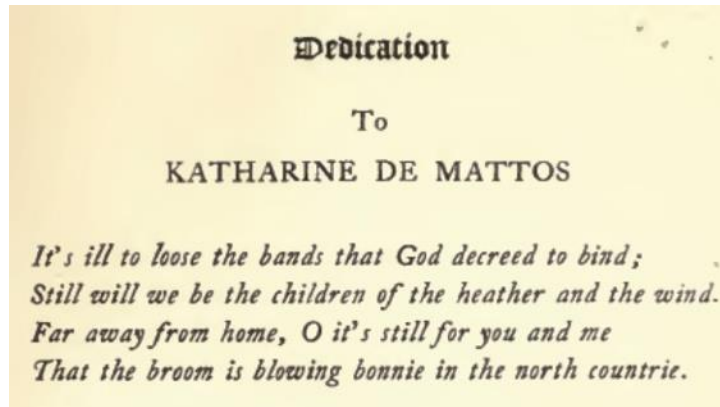 Dedication
To
KATHARINE DE MATTOS
It's ill to loose the bands that God decreed to bind;
Still will we be the children of the heather and the wind.
Far away from home, O it's still for you and me
That the broom is blowing bonnie in the north countrie.